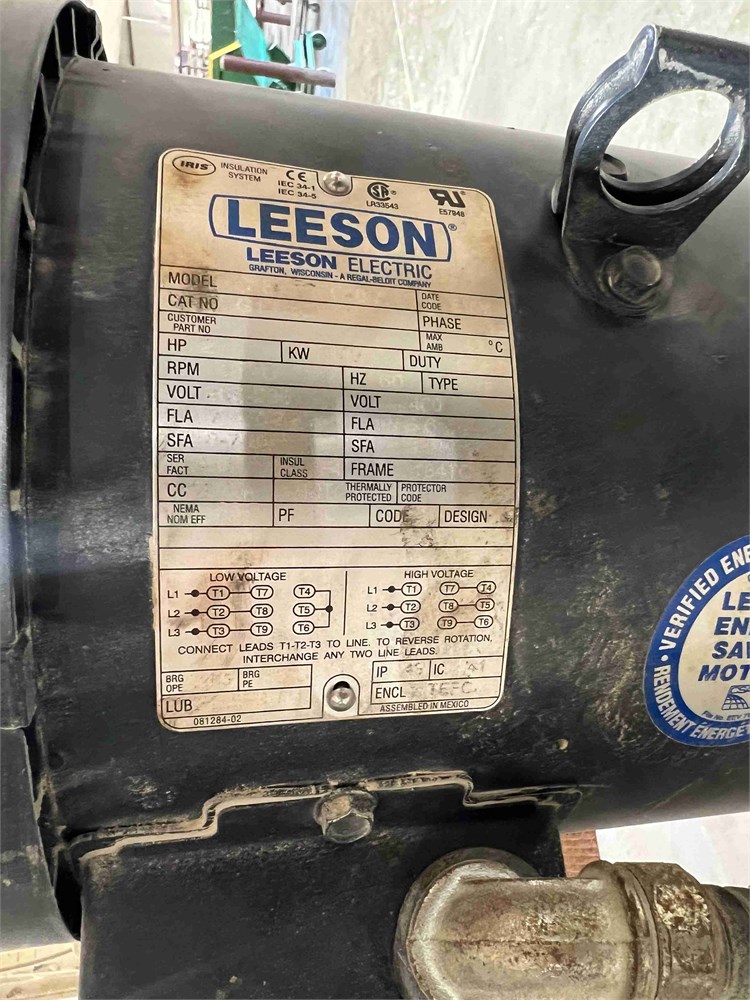 IRIS INSULATION SYSTEM
CE
IEC 34-1
IEC 34-5
SA ®
LR33543
E57948
LEESON®
LEESON ELECTRIC
GRAFTON, WISCONSIN - A REGAL-BELOIT COMPANY
MODEL
CAT NO DATE CODE
CUSTOMER PART NO PHASE
MAX AMB °C
HP KW DUTY
RPM HZ TYPE
VOLT VOLT
FLA FLA
SFA SFA
SER FACT INSUL CLASS FRAME
CC THERMALLY PROTECTED PROTECTOR CODE
NEMA NOM EFF PF CODE DESIGN
LOW VOLTAGE HIGH VOLTAGE
L1 T1 T7 T4 L1 T1 T7 T4
L2 T2 T8 T5 L2 T2 T8 T5
L3 T3 T9 T6 L3 T3 T9 T6
CONNECT LEADS T1-T2-T3 TO LINE. TO REVERSE ROTATION,
INTERCHANGE ANY TWO LINE LEADS.
BRG OPE BRG PE IP IC 41
LUB ENCL TEFC
081284-02 ASSEMBLED IN MEXICO
VERIFIED ENE
LE
EN
SAV
MOT
RENDEMENT ÉNERGÉT